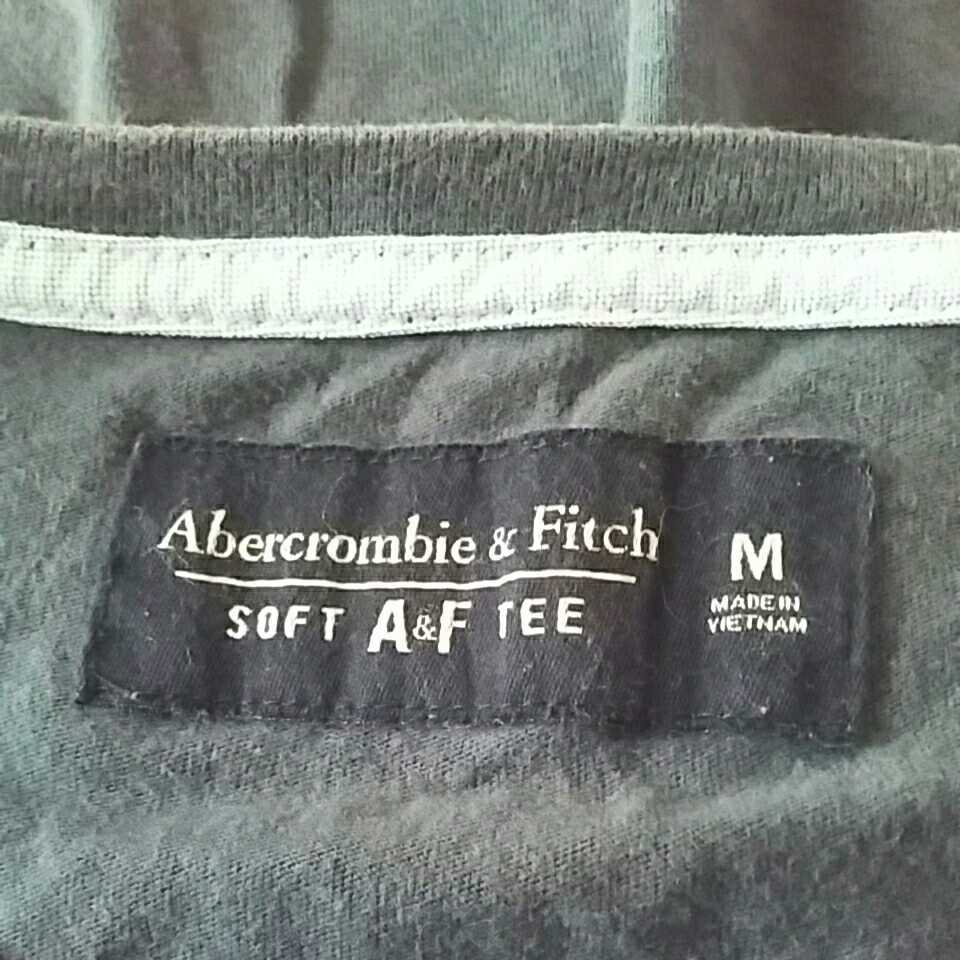 Abercrombie & Fitch
SOFT A&F TEE
M
MADE IN
VIETNAM